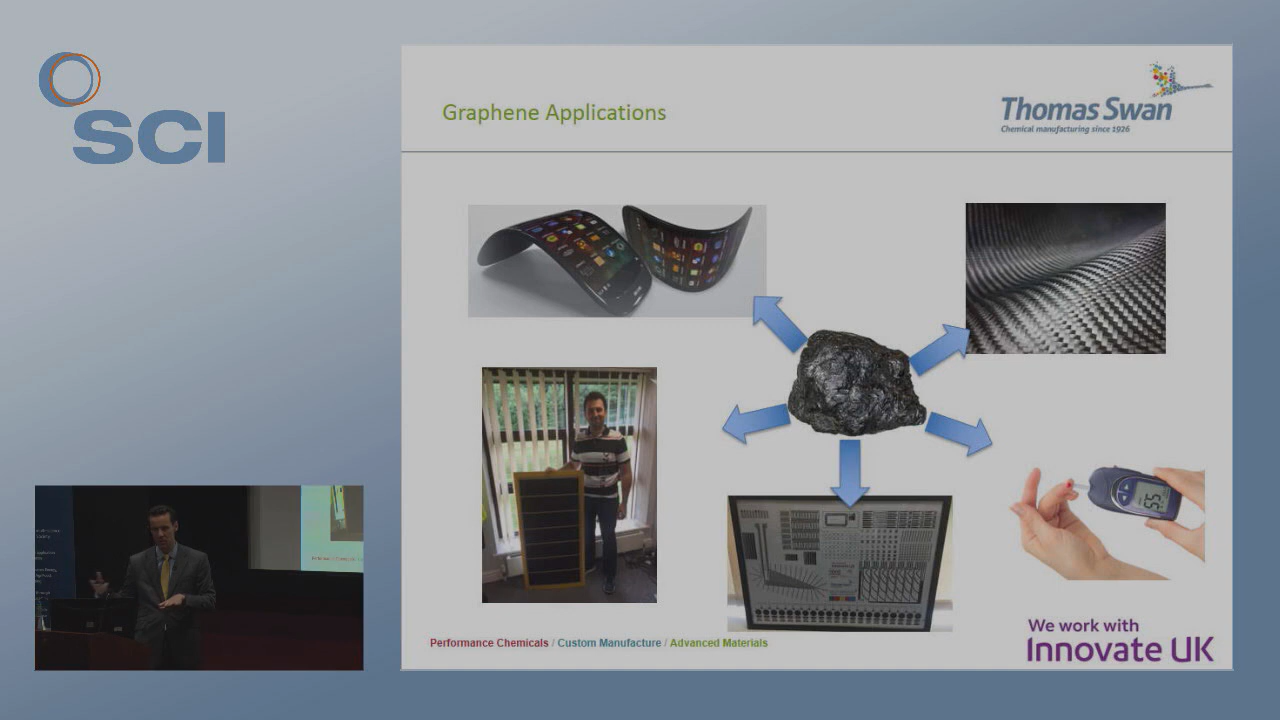 SCI
Graphene Applications
Thomas Swan
Chemical manufacturing since 1926
Performance Chemicals / Custom Manufacture / Advanced Materials
We work with
Innovate UK